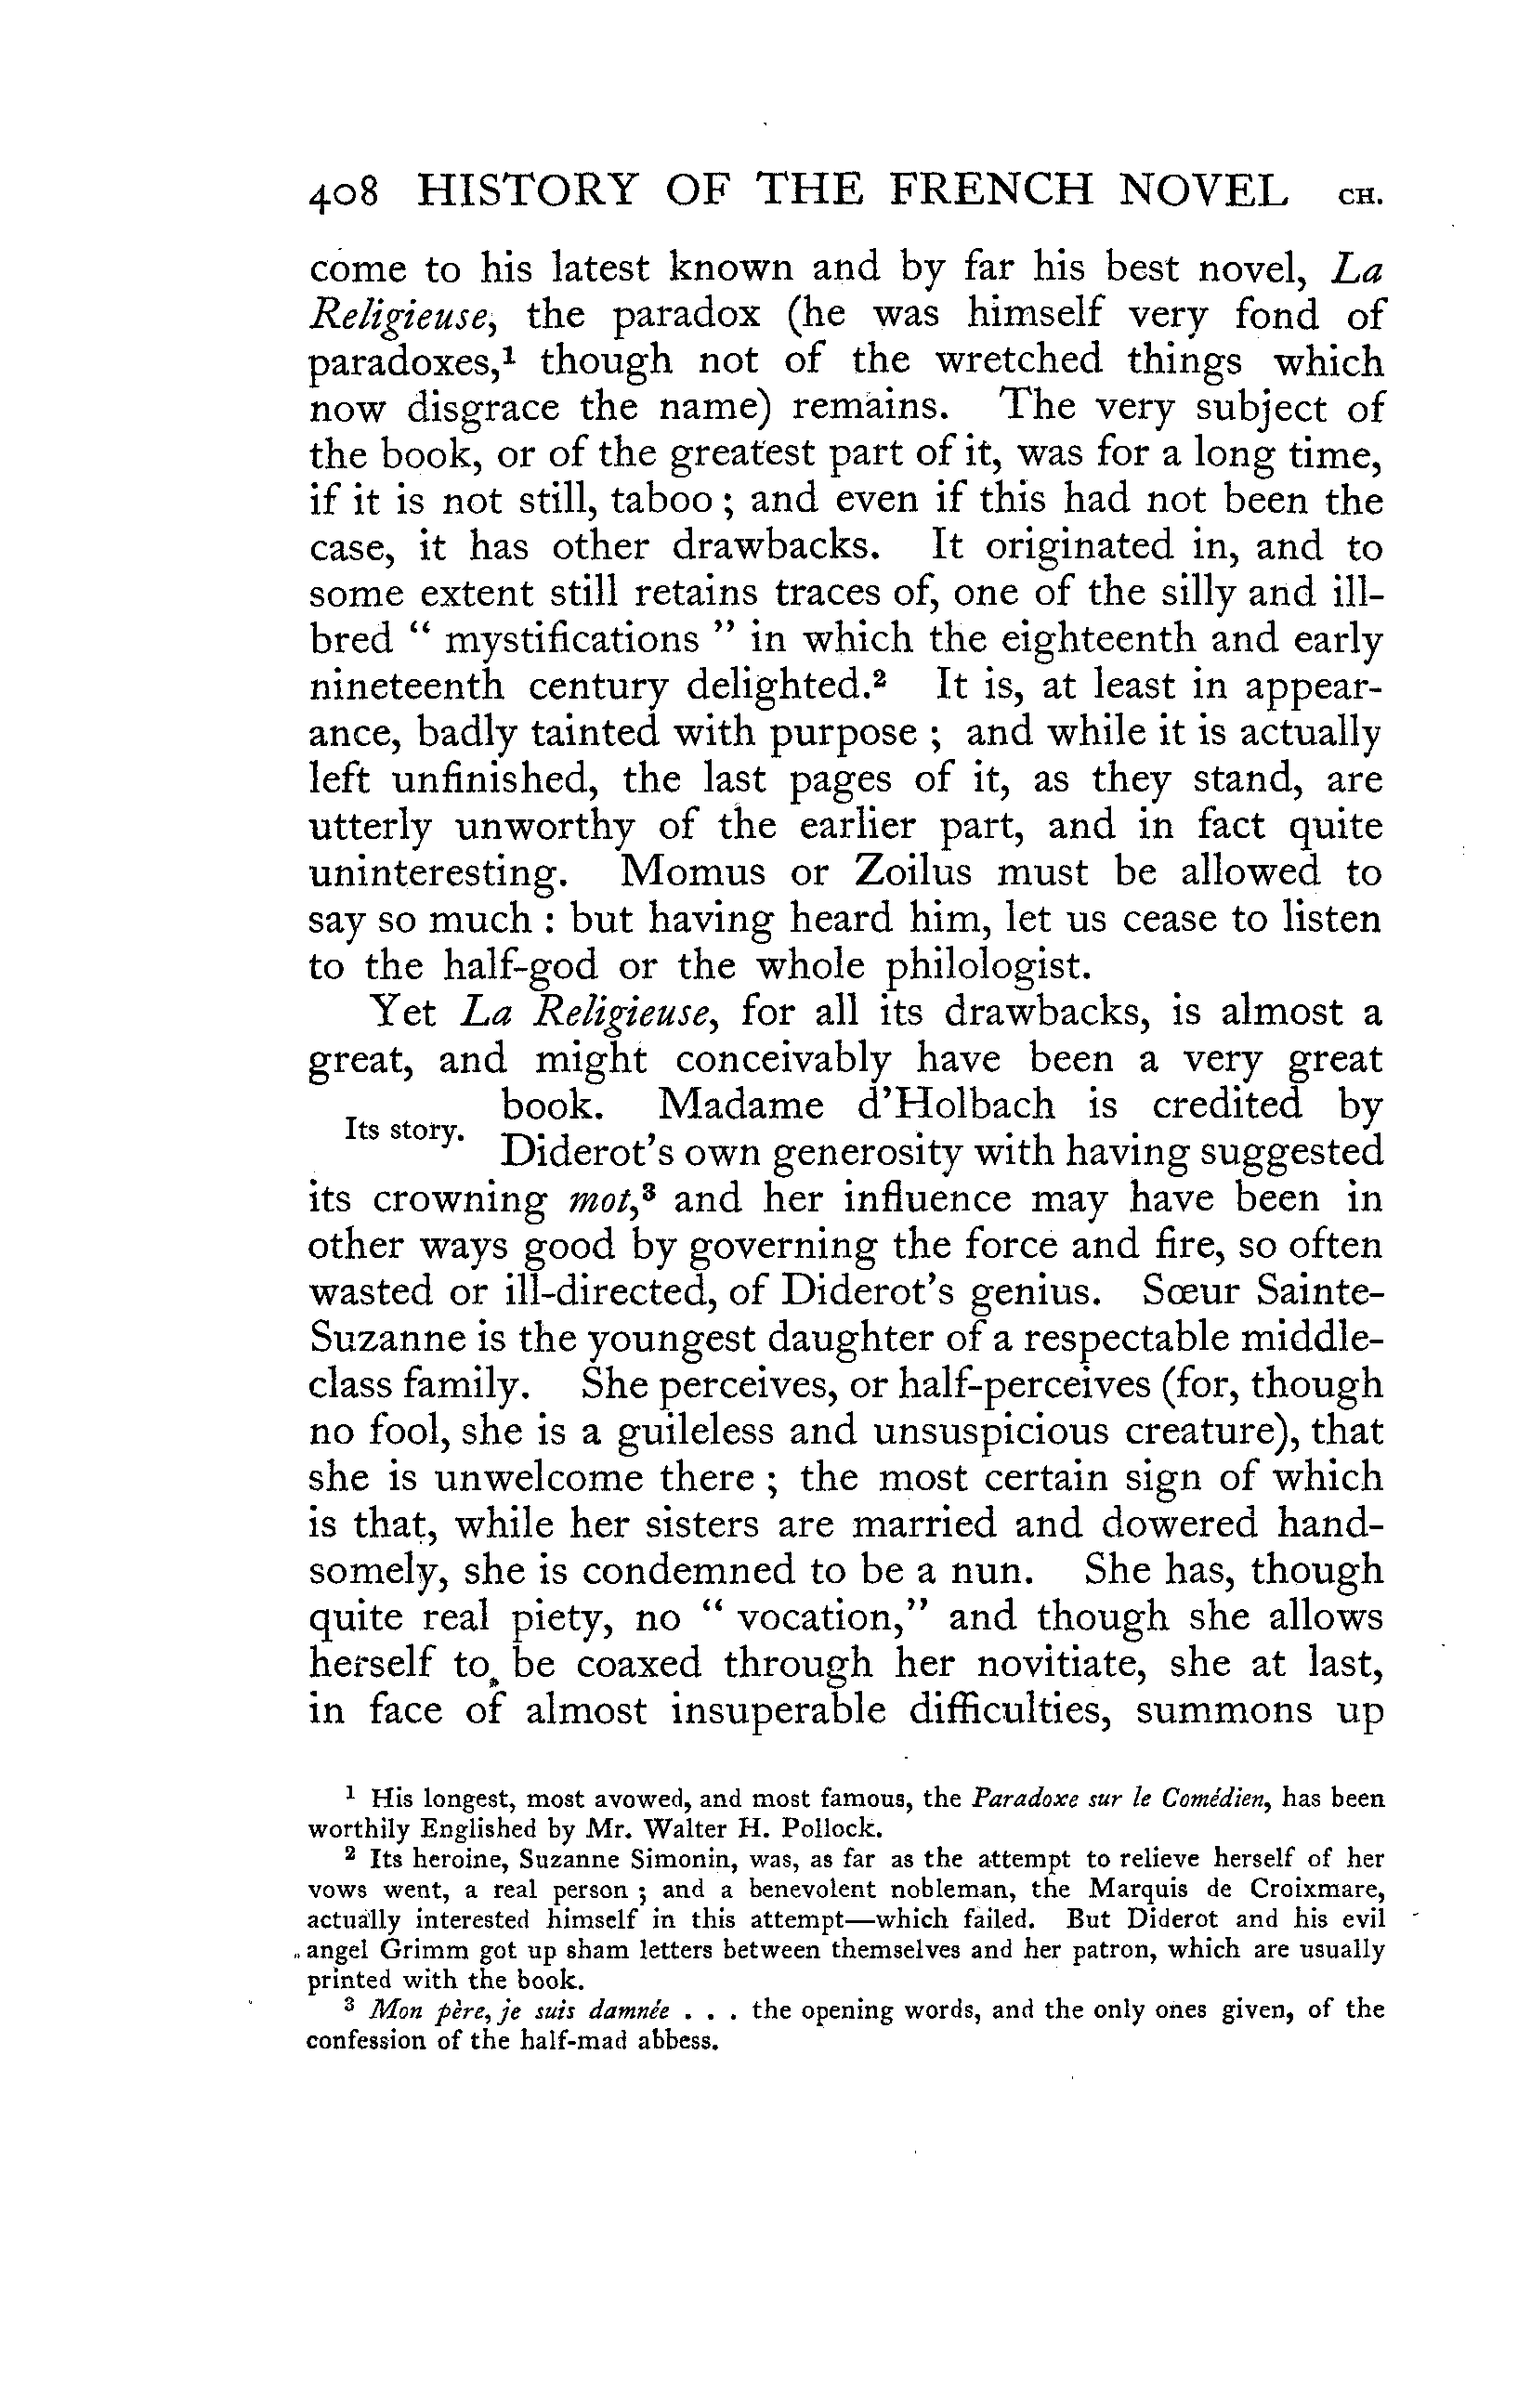 408 HISTORY OF THE FRENCH NOVEL CH.
come to his latest known and by far his best novel, La
Religieuse, the paradox (he was himself very fond of
paradoxes,¹ though not of the wretched things which
now disgrace the name) remains. The very subject of
the book, or of the greatest part of it, was for a long time,
if it is not still, taboo ; and even if this had not been the
case, it has other drawbacks. It originated in, and to
some extent still retains traces of, one of the silly and ill-
bred “ mystifications ” in which the eighteenth and early
nineteenth century delighted.² It is, at least in appear-
ance, badly tainted with purpose ; and while it is actually
left unfinished, the last pages of it, as they stand, are
utterly unworthy of the earlier part, and in fact quite
uninteresting. Momus or Zoilus must be allowed to
say so much : but having heard him, let us cease to listen
to the half-god or the whole philologist.
Yet La Religieuse, for all its drawbacks, is almost a
great, and might conceivably have been a very great
book. Madame d’Holbach is credited by
Its story.
Diderot’s own generosity with having suggested
its crowning mot,³ and her influence may have been in
other ways good by governing the force and fire, so often
wasted or ill-directed, of Diderot’s genius. Sœur Sainte-
Suzanne is the youngest daughter of a respectable middle-
class family. She perceives, or half-perceives (for, though
no fool, she is a guileless and unsuspicious creature), that
she is unwelcome there ; the most certain sign of which
is that, while her sisters are married and dowered hand-
somely, she is condemned to be a nun. She has, though
quite real piety, no “ vocation,” and though she allows
herself to be coaxed through her novitiate, she at last,
in face of almost insuperable difficulties, summons up
¹ His longest, most avowed, and most famous, the Paradoxe sur le Comédien, has been
worthily Englished by Mr. Walter H. Pollock.
² Its heroine, Suzanne Simonin, was, as far as the attempt to relieve herself of her
vows went, a real person ; and a benevolent nobleman, the Marquis de Croixmare,
actually interested himself in this attempt—which failed. But Diderot and his evil
angel Grimm got up sham letters between themselves and her patron, which are usually
printed with the book.
³ Mon père, je suis damnée . . . the opening words, and the only ones given, of the
confession of the half-mad abbess.